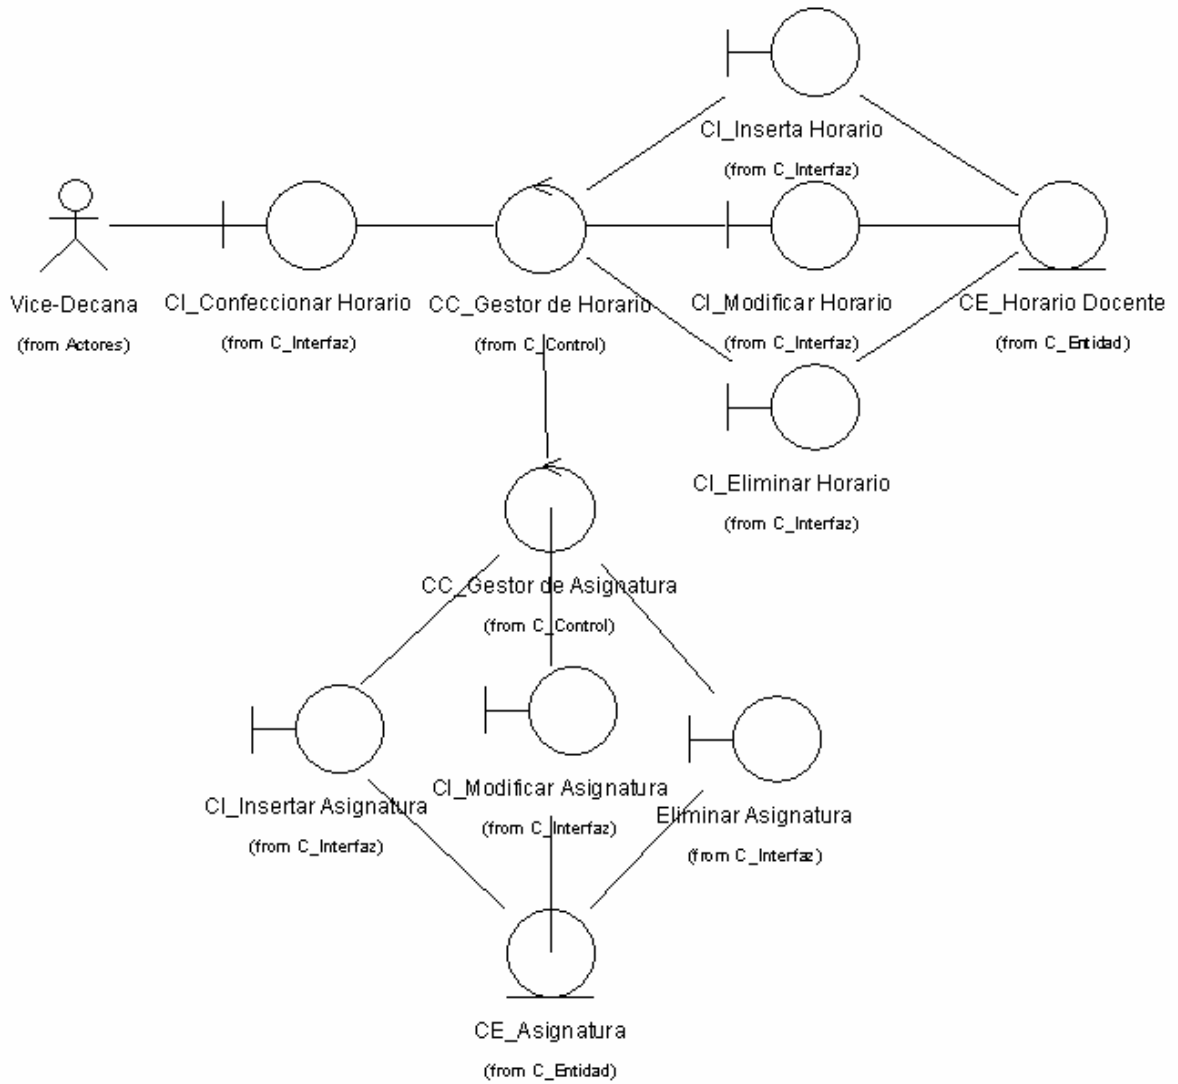 CI_Inserta Horario
(from C_Interfaz)
Vice-Decana
(from Actores)
CI_Confeccionar Horario
(from C_Interfaz)
CC_Gestor de Horario
(from C_Control)
CI_Modificar Horario
(from C_Interfaz)
CE_Horario Docente
(from C_Entidad)
CI_Eliminar Horario
(from C_Interfaz)
CC_Gestor de Asignatura
(from C_Control)
CI_Insertar Asignatura
(from C_Interfaz)
CI_Modificar Asignatura
(from C_Interfaz)
Eliminar Asignatura
(from C_Interfaz)
CE_Asignatura
(from C_Entidad)